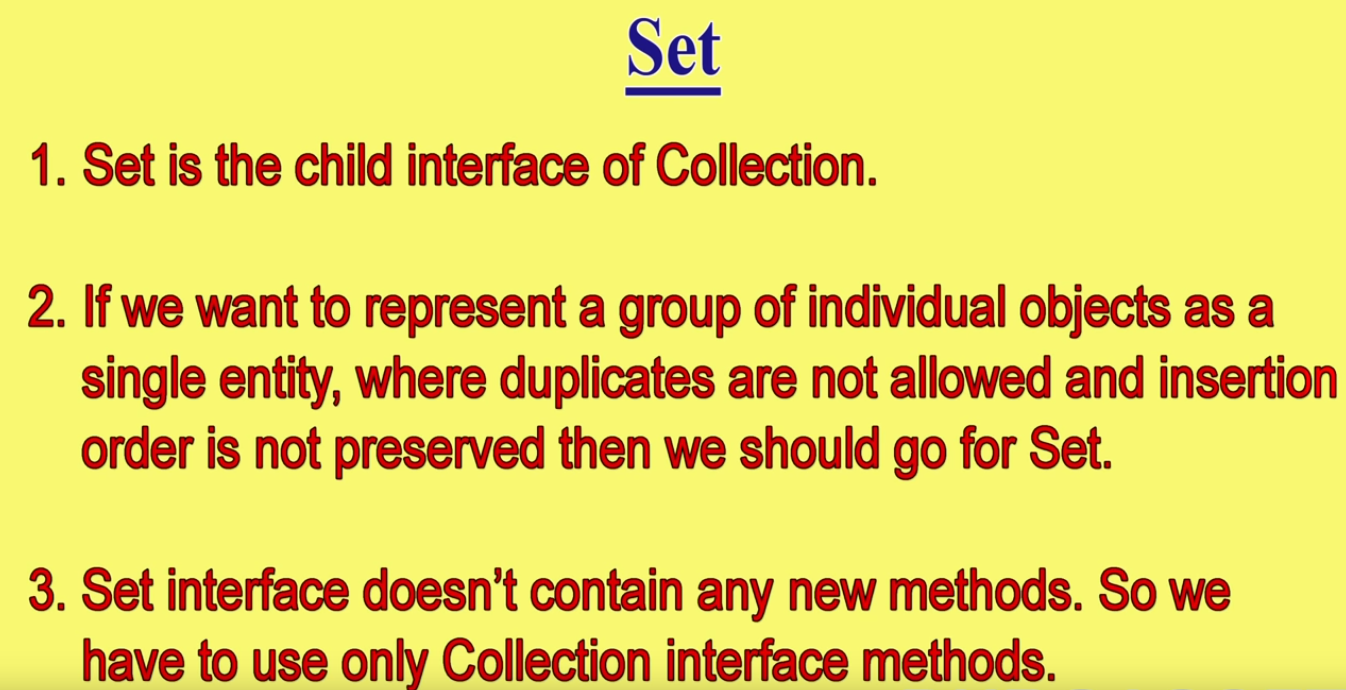 Set
1. Set is the child interface of Collection.
2. If we want to represent a group of individual objects as a
single entity, where duplicates are not allowed and insertion
order is not preserved then we should go for Set.
3. Set interface doesn’t contain any new methods. So we
have to use only Collection interface methods.